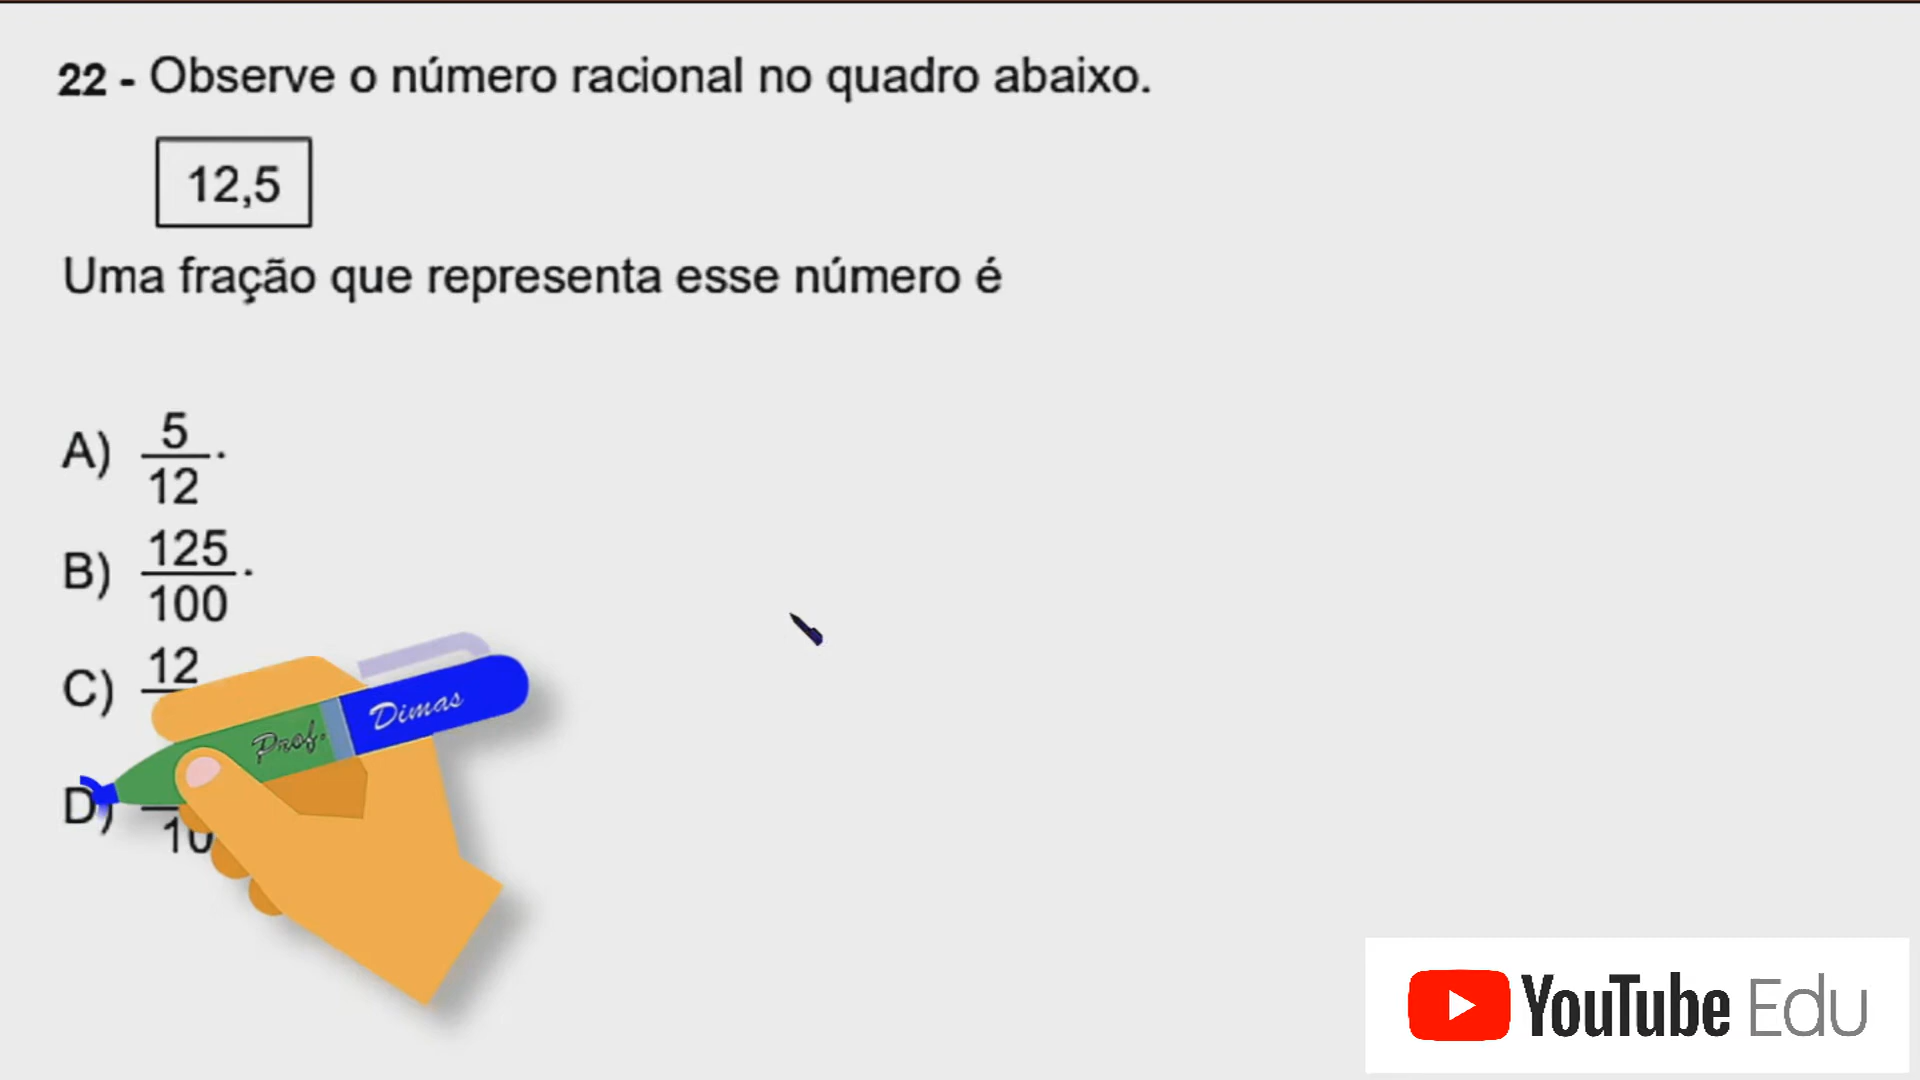 22 - Observe o número racional no quadro abaixo.
12,5
Uma fração que representa esse número é
A) 5
12.
B) 125
100.
C) 12
Prof. Dimas
D)
10
YouTube Edu